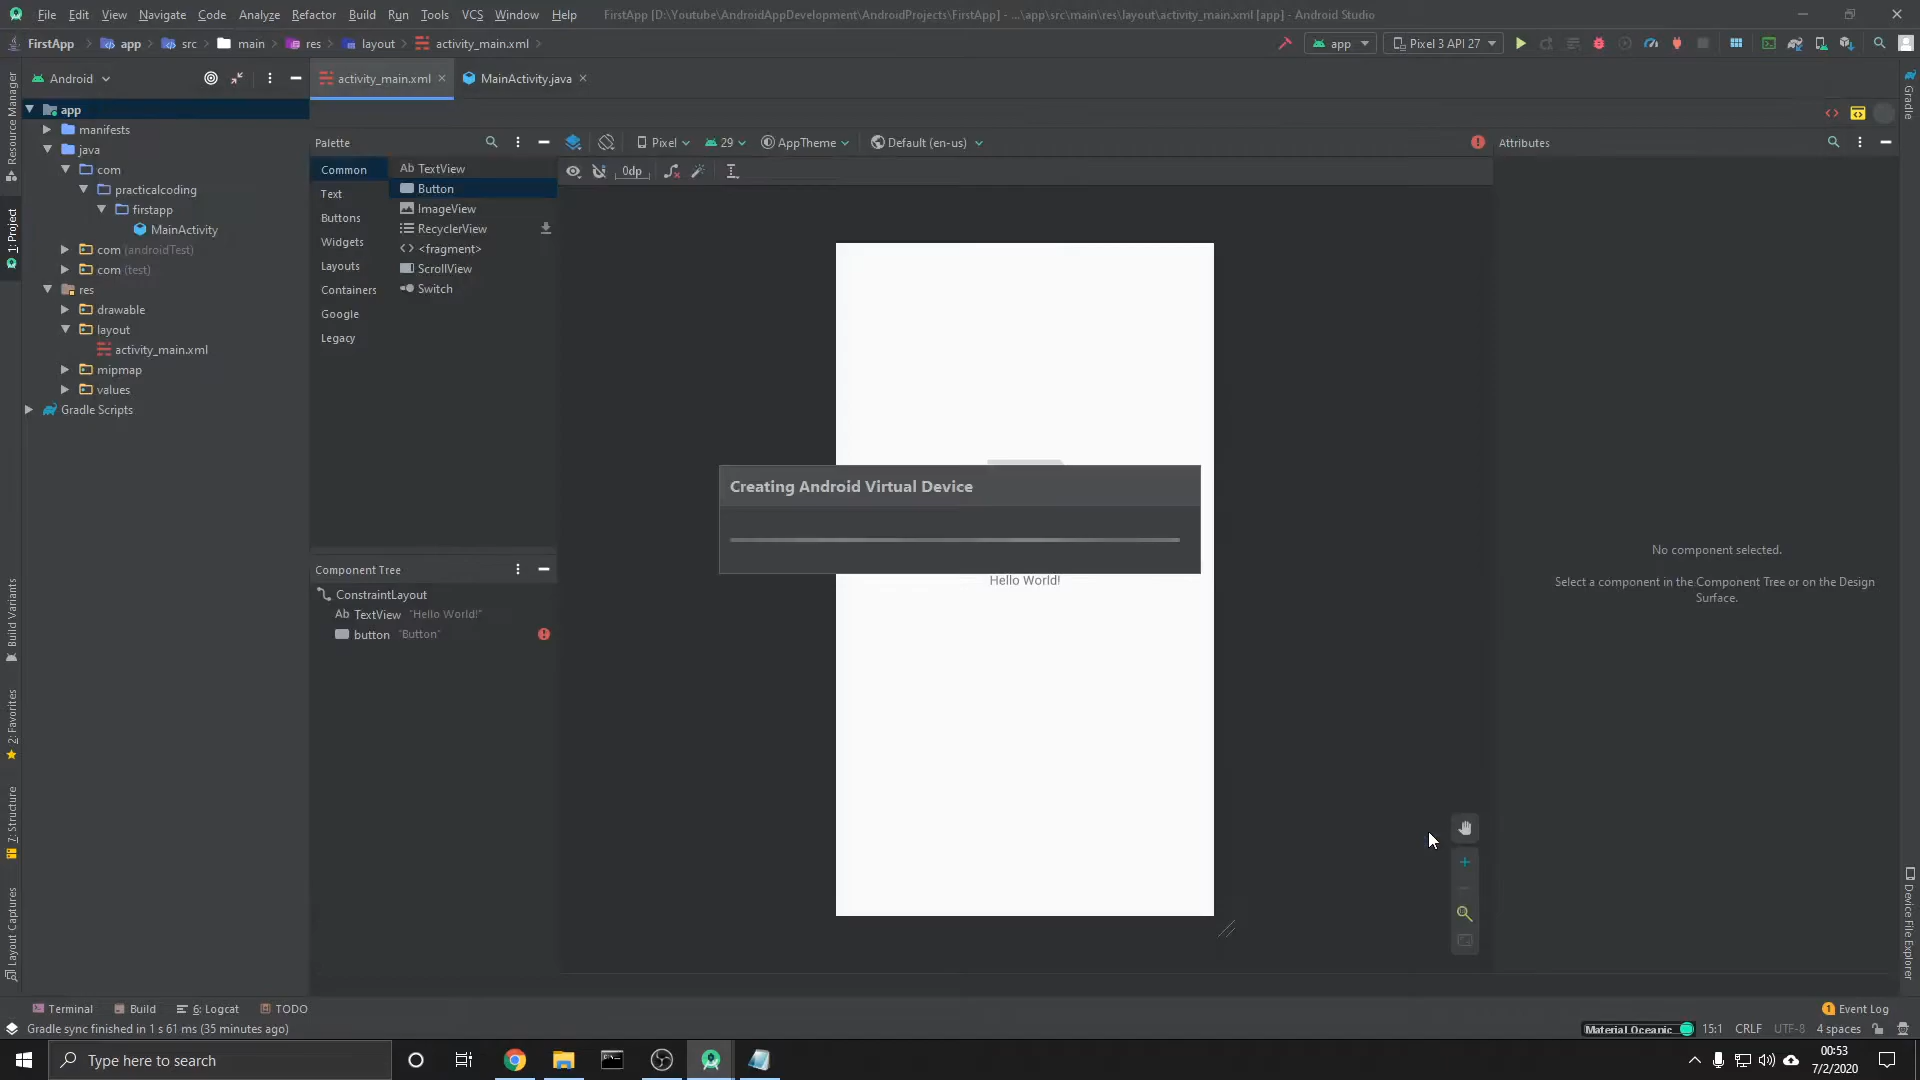 File Edit View Navigate Code Analyze Refactor Build Run Tools VCS Window Help FirstApp [D:\Youtube\AndroidAppDevelopment\AndroidProjects\FirstApp] - ...\app\src\main\res\layout\activity_main.xml [app] - Android Studio
FirstApp app src main res layout activity_main.xml app Pixel 3 API 27
Android activity_main.xml MainActivity.java
app
manifests
java
com
practicalcoding
firstapp
MainActivity
com (androidTest)
com (test)
res
drawable
layout
activity_main.xml
mipmap
values
Gradle Scripts
Resource Manager
1: Project
Build Variants
2: Favorites
7: Structure
Layout Captures
Palette
Common
Text
Buttons
Widgets
Layouts
Containers
Google
Legacy
Ab TextView
Button
ImageView
RecyclerView
<> <fragment>
ScrollView
Switch
Component Tree
ConstraintLayout
Ab TextView "Hello World!"
button "Button"
Pixel 29 AppTheme Default (en-us)
0dp
Creating Android Virtual Device
Hello World!
Attributes
No component selected.
Select a component in the Component Tree or on the Design
Surface.
Gradle
Device File Explorer
Terminal Build 6: Logcat TODO 1 Event Log
Gradle sync finished in 1 s 61 ms (35 minutes ago) Material Oceanic 15:1 CRLF UTF-8 4 spaces
Type here to search
00:53
7/2/2020